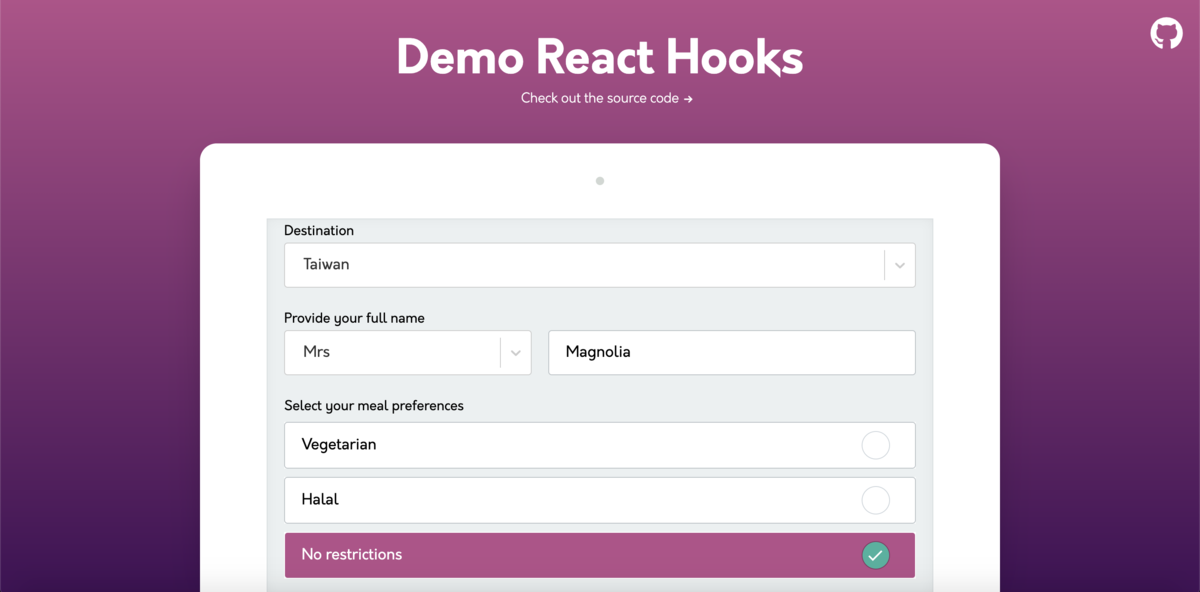 Demo React Hooks
Check out the source code →
Destination
Taiwan
Provide your full name
Mrs
Magnolia
Select your meal preferences
Vegetarian
Halal
No restrictions